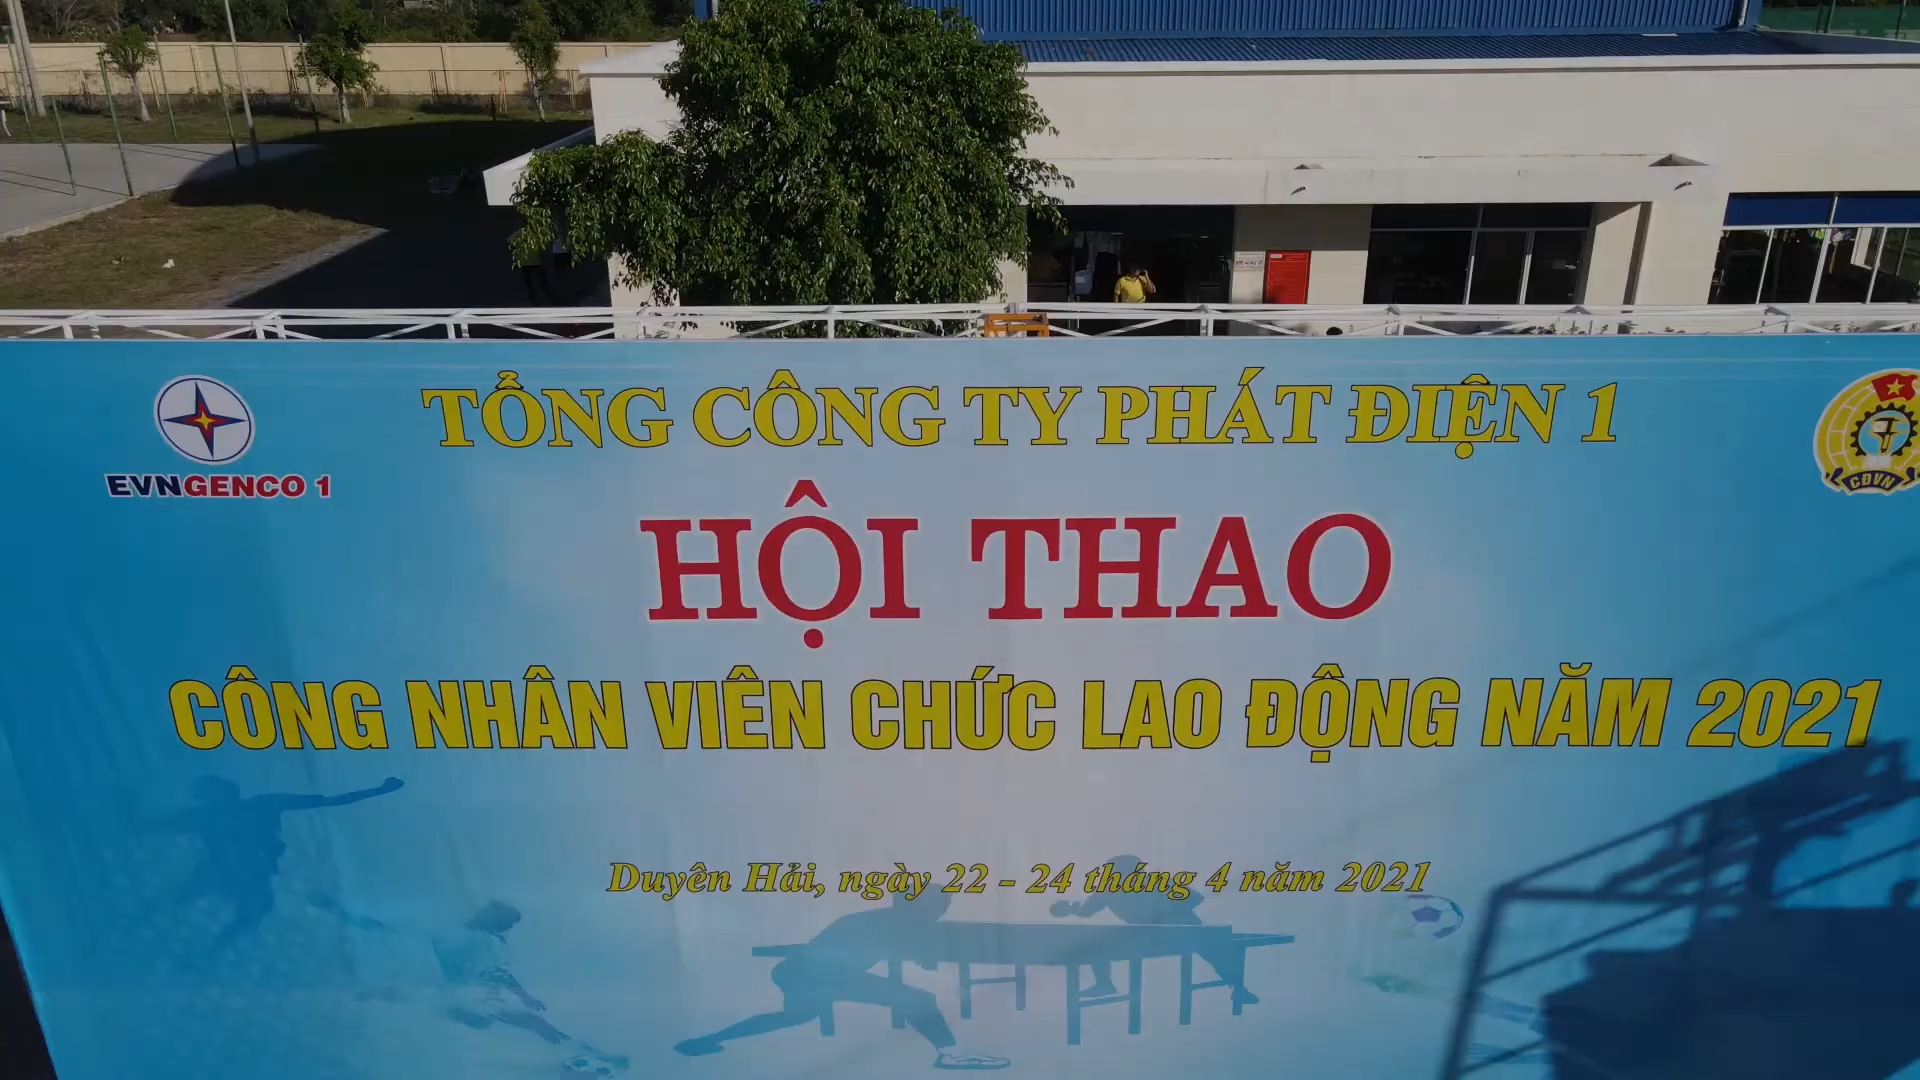 TỔNG CÔNG TY PHÁT ĐIỆN 1
EVNGENCO 1
CĐVN
HỘI THAO
CÔNG NHÂN VIÊN CHỨC LAO ĐỘNG NĂM 2021
Duyên Hải, ngày 22 - 24 tháng 4 năm 2021